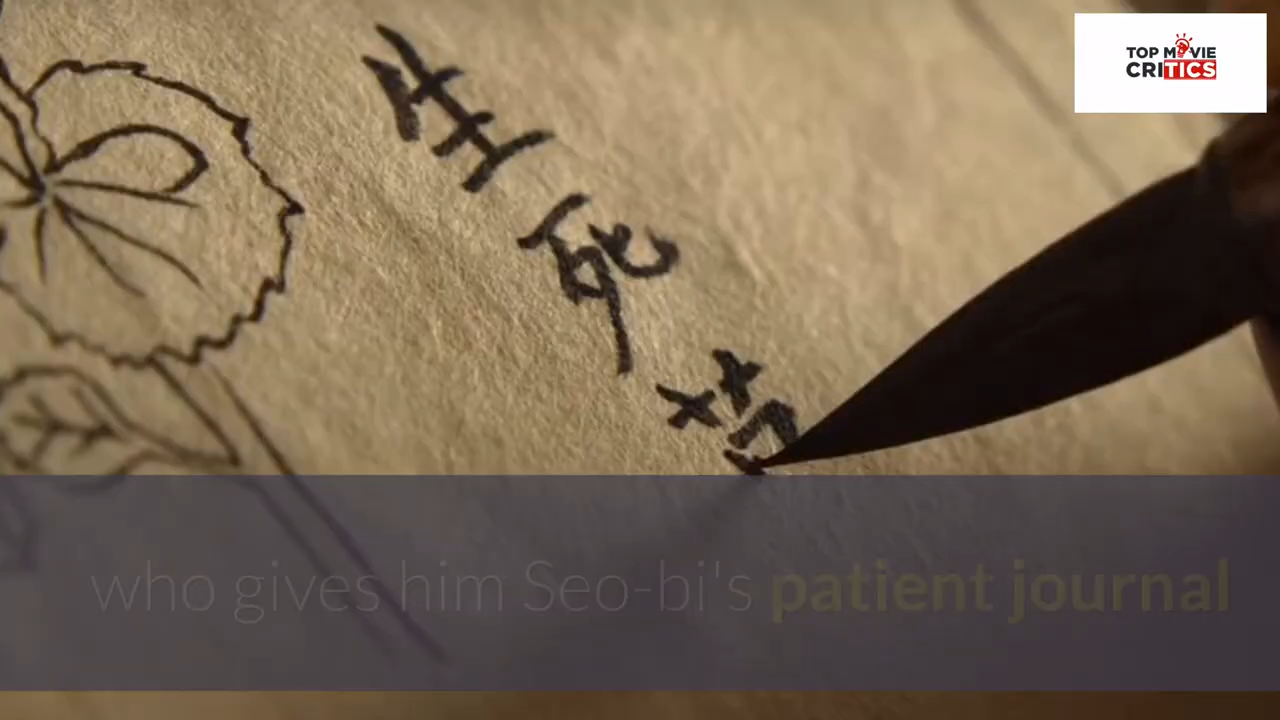 TOP MOVIE
CRITICS
生死
who gives him Seo-bi's patient journal